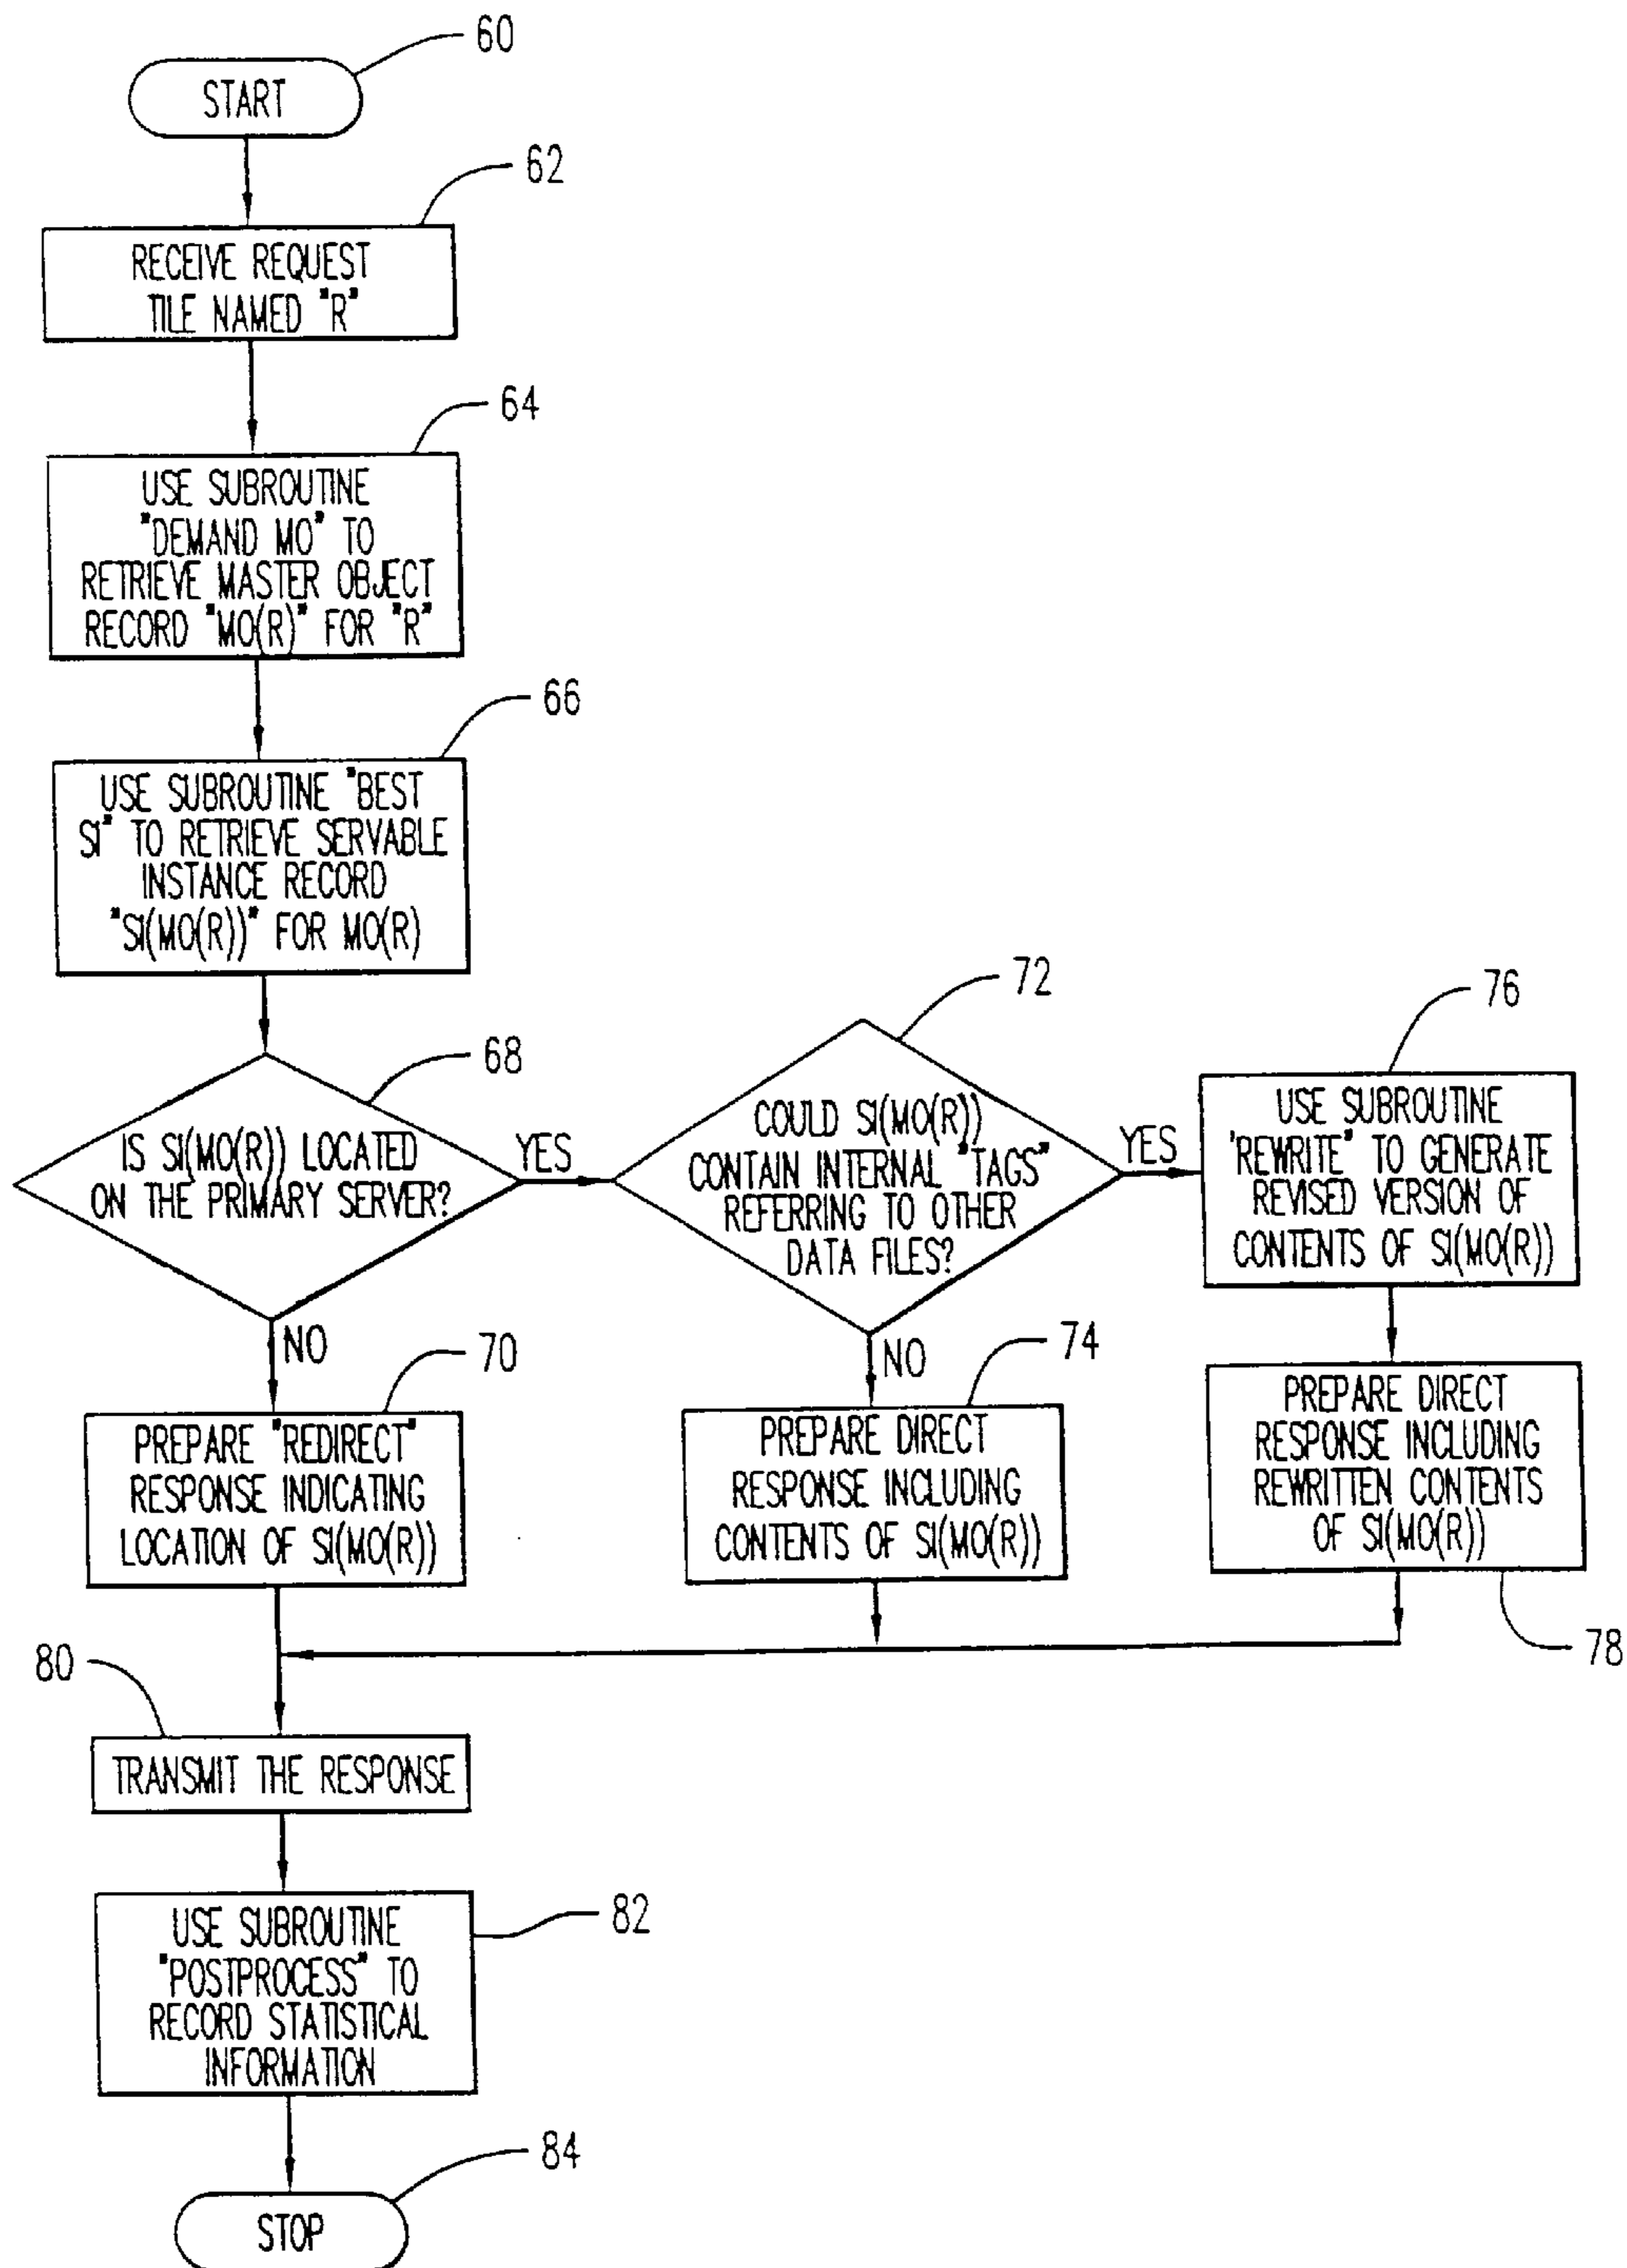 60
START
62
RECEIVE REQUEST
TILE NAMED "R"
64
USE SUBROUTINE
"DEMAND MO" TO
RETRIEVE MASTER OBJECT
RECORD "MO(R)" FOR "R"
66
USE SUBROUTINE "BEST
SI" TO RETRIEVE SERVABLE
INSTANCE RECORD
"SI(MO(R))" FOR MO(R)
68
IS SI(MO(R)) LOCATED
ON THE PRIMARY SERVER?
YES
NO
72
COULD SI(MO(R))
CONTAIN INTERNAL "TAGS"
REFERRING TO OTHER
DATA FILES?
YES
NO
76
USE SUBROUTINE
'REWRITE" TO GENERATE
REVISED VERSION OF
CONTENTS OF SI(MO(R))
70
PREPARE "REDIRECT"
RESPONSE INDICATING
LOCATION OF SI(MO(R))
74
PREPARE DIRECT
RESPONSE INCLUDING
CONTENTS OF SI(MO(R))
PREPARE DIRECT
RESPONSE INCLUDING
REWRITTEN CONTENTS
OF SI(MO(R))
78
80
TRANSMIT THE RESPONSE
82
USE SUBROUTINE
"POSTPROCESS" TO
RECORD STATISTICAL
INFORMATION
84
STOP